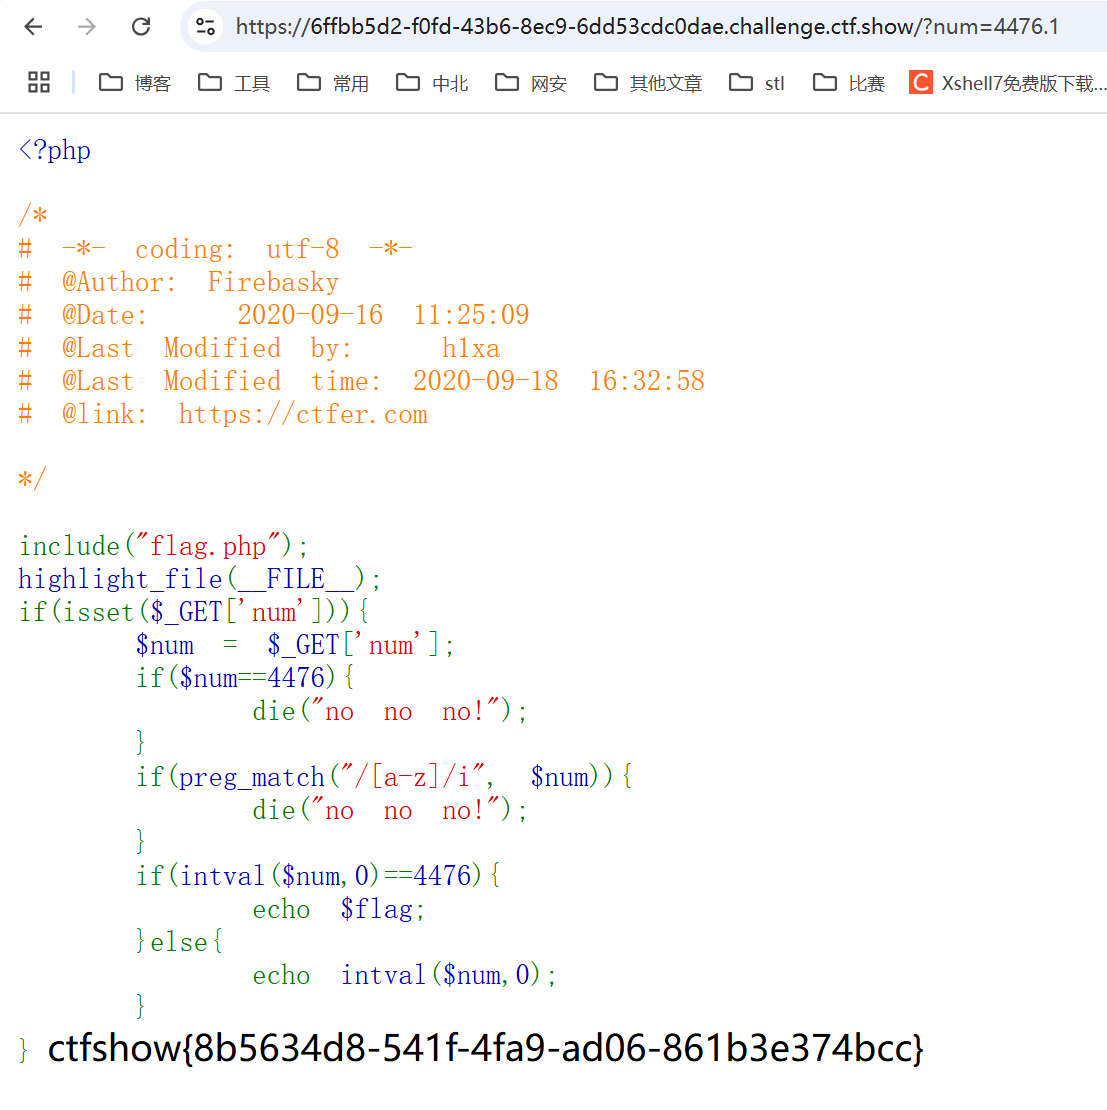 https://6ffbb5d2-f0fd-43b6-8ec9-6dd53cdc0dae.challenge.ctf.show/?num=4476.1
博客 工具 常用 中北 网安 其他文章 stl 比赛 C Xshell7免费版下载...
<?php
/*
# -*- coding: utf-8 -*-
# @Author: Firebasky
# @Date: 2020-09-16 11:25:09
# @Last Modified by: h1xa
# @Last Modified time: 2020-09-18 16:32:58
# @link: https://ctfer.com
*/
include("flag.php");
highlight_file(__FILE__);
if(isset($_GET['num'])){
$num = $_GET['num'];
if($num==4476){
die("no no no!");
}
if(preg_match("/[a-z]/i", $num)){
die("no no no!");
}
if(intval($num,0)==4476){
echo $flag;
}else{
echo intval($num,0);
}
} ctfshow{8b5634d8-541f-4fa9-ad06-861b3e374bcc}